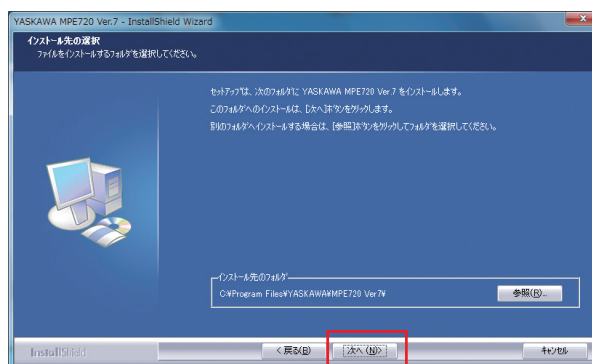 YASKAWA MPE720 Ver.7 - InstallShield Wizard
インストール先の選択
ファイルをインストールするフォルダを選択してください。
セットアップは、次のフォルダに YASKAWA MPE720 Ver.7 をインストールします。
このフォルダへのインストールは、[次へ]ボタンをクリックします。
別のフォルダへインストールする場合は、[参照]ボタンをクリックしてフォルダを選択してください。
インストール先のフォルダ
C:¥Program Files¥YASKAWA¥MPE720 Ver7¥
参照(R)...
InstallShield
< 戻る(B)
次へ(N)>
キャンセル